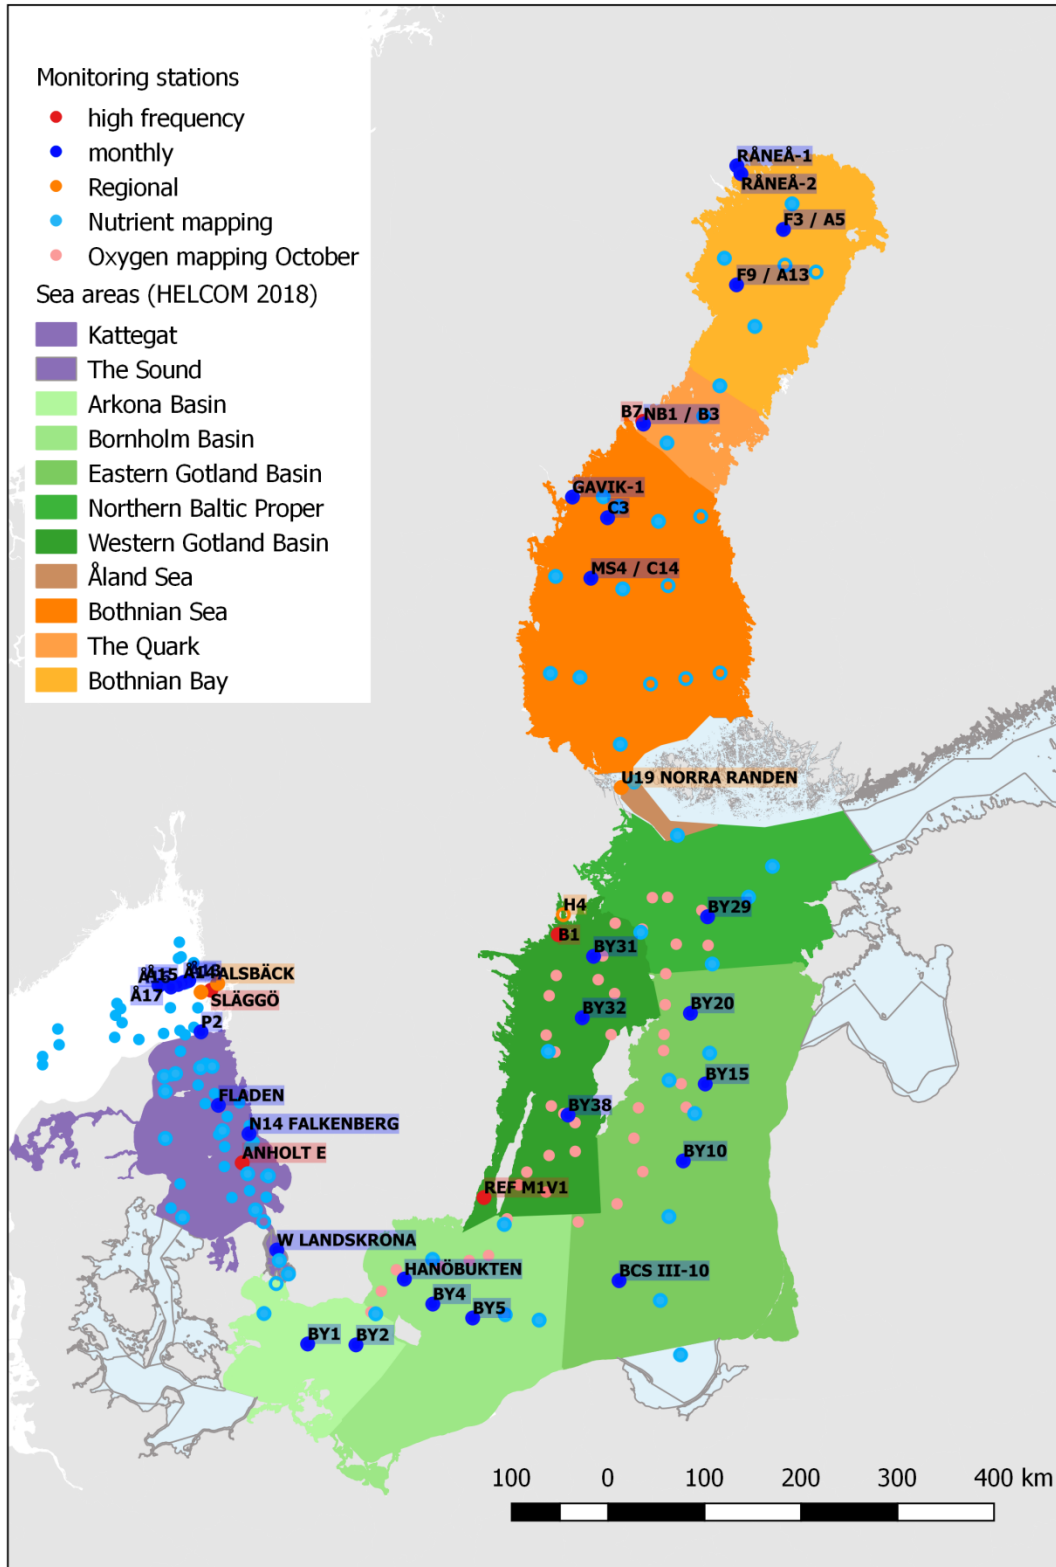 Monitoring stations
high frequency
monthly
Regional
Nutrient mapping
Oxygen mapping October
Sea areas (HELCOM 2018)
Kattegat
The Sound
Arkona Basin
Bornholm Basin
Eastern Gotland Basin
Northern Baltic Proper
Western Gotland Basin
Åland Sea
Bothnian Sea
The Quark
Bothnian Bay
RÅNEÅ-1
RÅNEÅ-2
F3 / A5
F9 / A13
B7
NB1 / B3
GAVIK-1
C3
MS4 / C14
U19 NORRA RANDEN
H4
B1
BY29
BY31
BY20
BY32
BY15
BY38
BY10
REF M1V1
BCS III-10
Å15
Å17
ALSBÄCK
SLÄGGÖ
P2
FLADEN
N14 FALKENBERG
ANHOLT E
W LANDSKRONA
HANÖBUKTEN
BY4
BY5
BY1
BY2
100 0 100 200 300 400 km